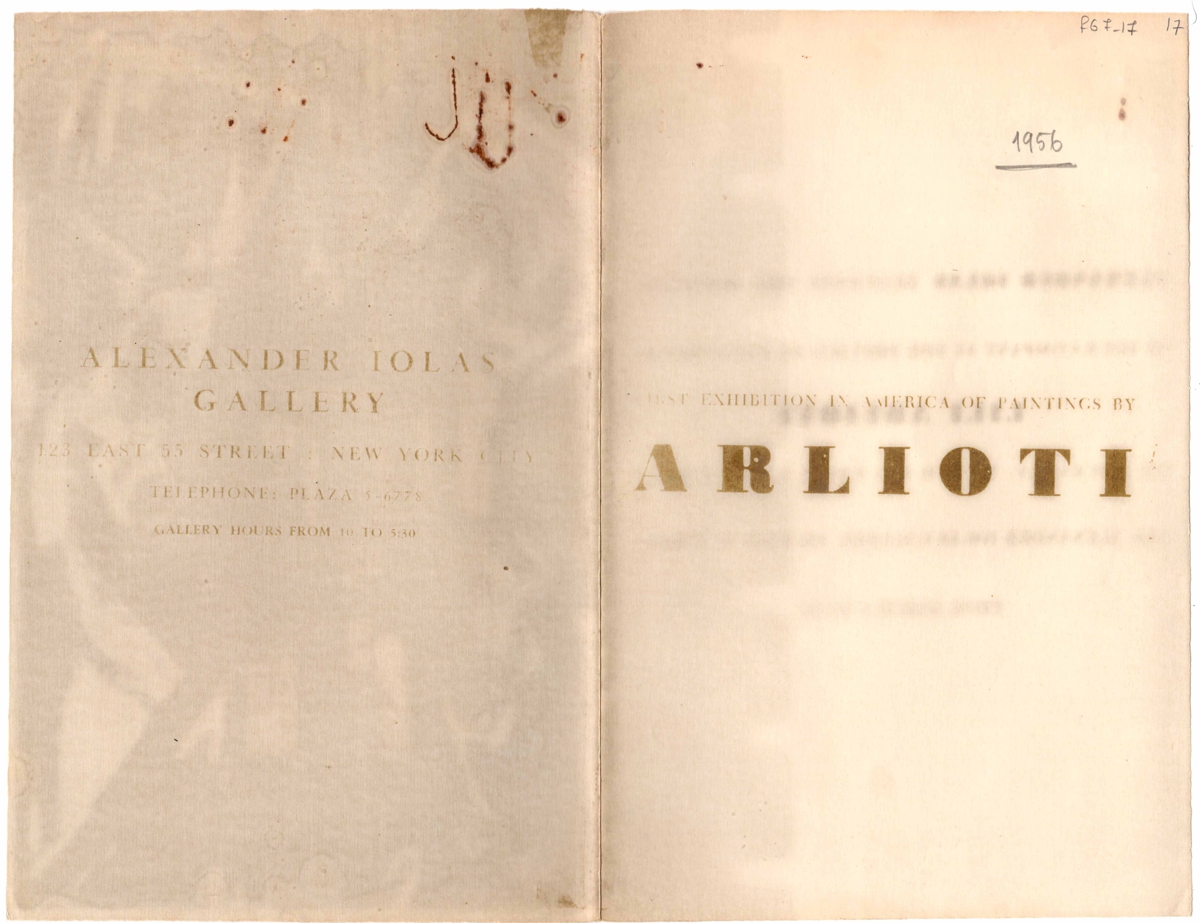 ALEXANDER IOLAS
GALLERY
123 EAST 55 STREET : NEW YORK CITY
TELEPHONE: PLAZA 5-6778
GALLERY HOURS FROM 10 TO 5:30
17
1956
FIRST EXHIBITION IN AMERICA OF PAINTINGS BY
ARLIOTI